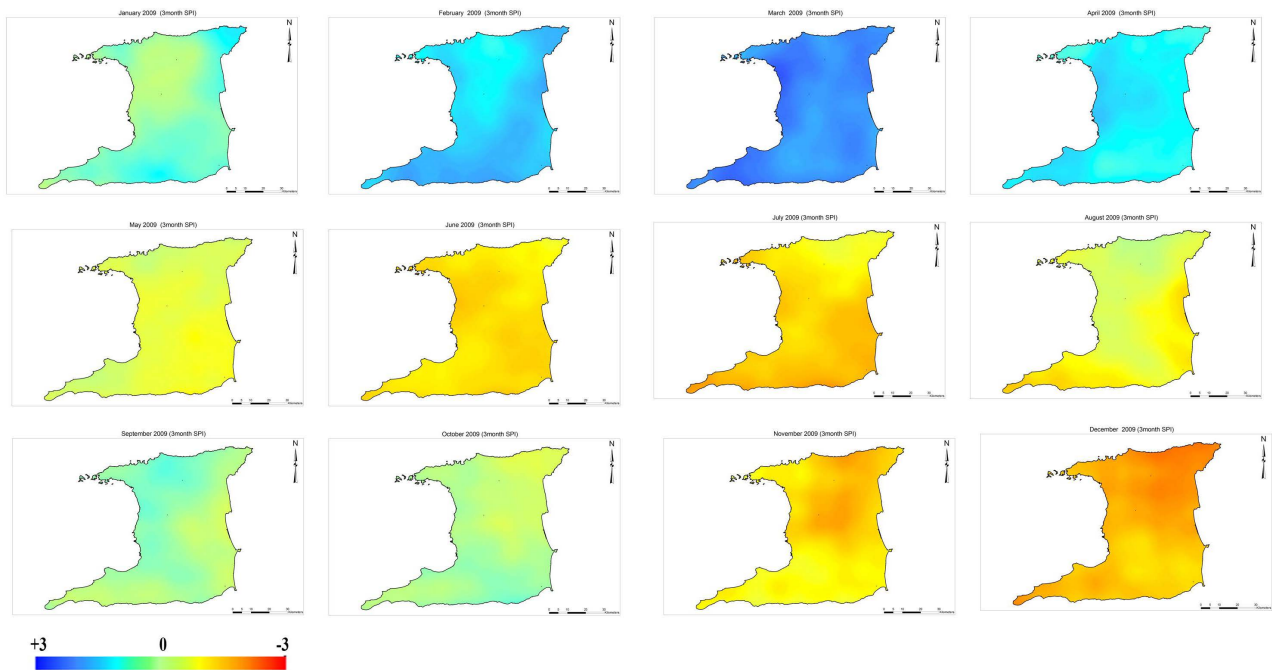 January 2009 (3month SPI)
N
February 2009 (3month SPI)
N
March 2009 (3month SPI)
N
April 2009 (3month SPI)
N
May 2009 (3month SPI)
N
June 2009 (3month SPI)
N
July 2009 (3month SPI)
N
August 2009 (3month SPI)
N
September 2009 (3month SPI)
N
October 2009 (3month SPI)
N
November 2009 (3month SPI)
N
December 2009 (3month SPI)
N
+3 0 -3